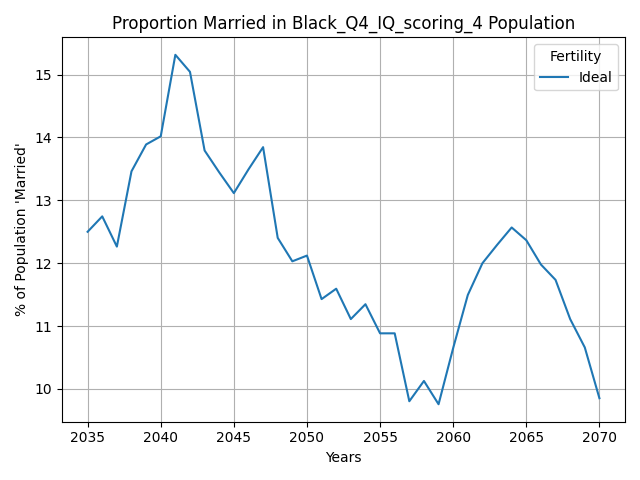 Proportion Married in Black_Q4_IQ_scoring_4 Population
Fertility
Ideal
% of Population 'Married'
15
14
13
12
11
10
2035 2040 2045 2050 2055 2060 2065 2070
Years